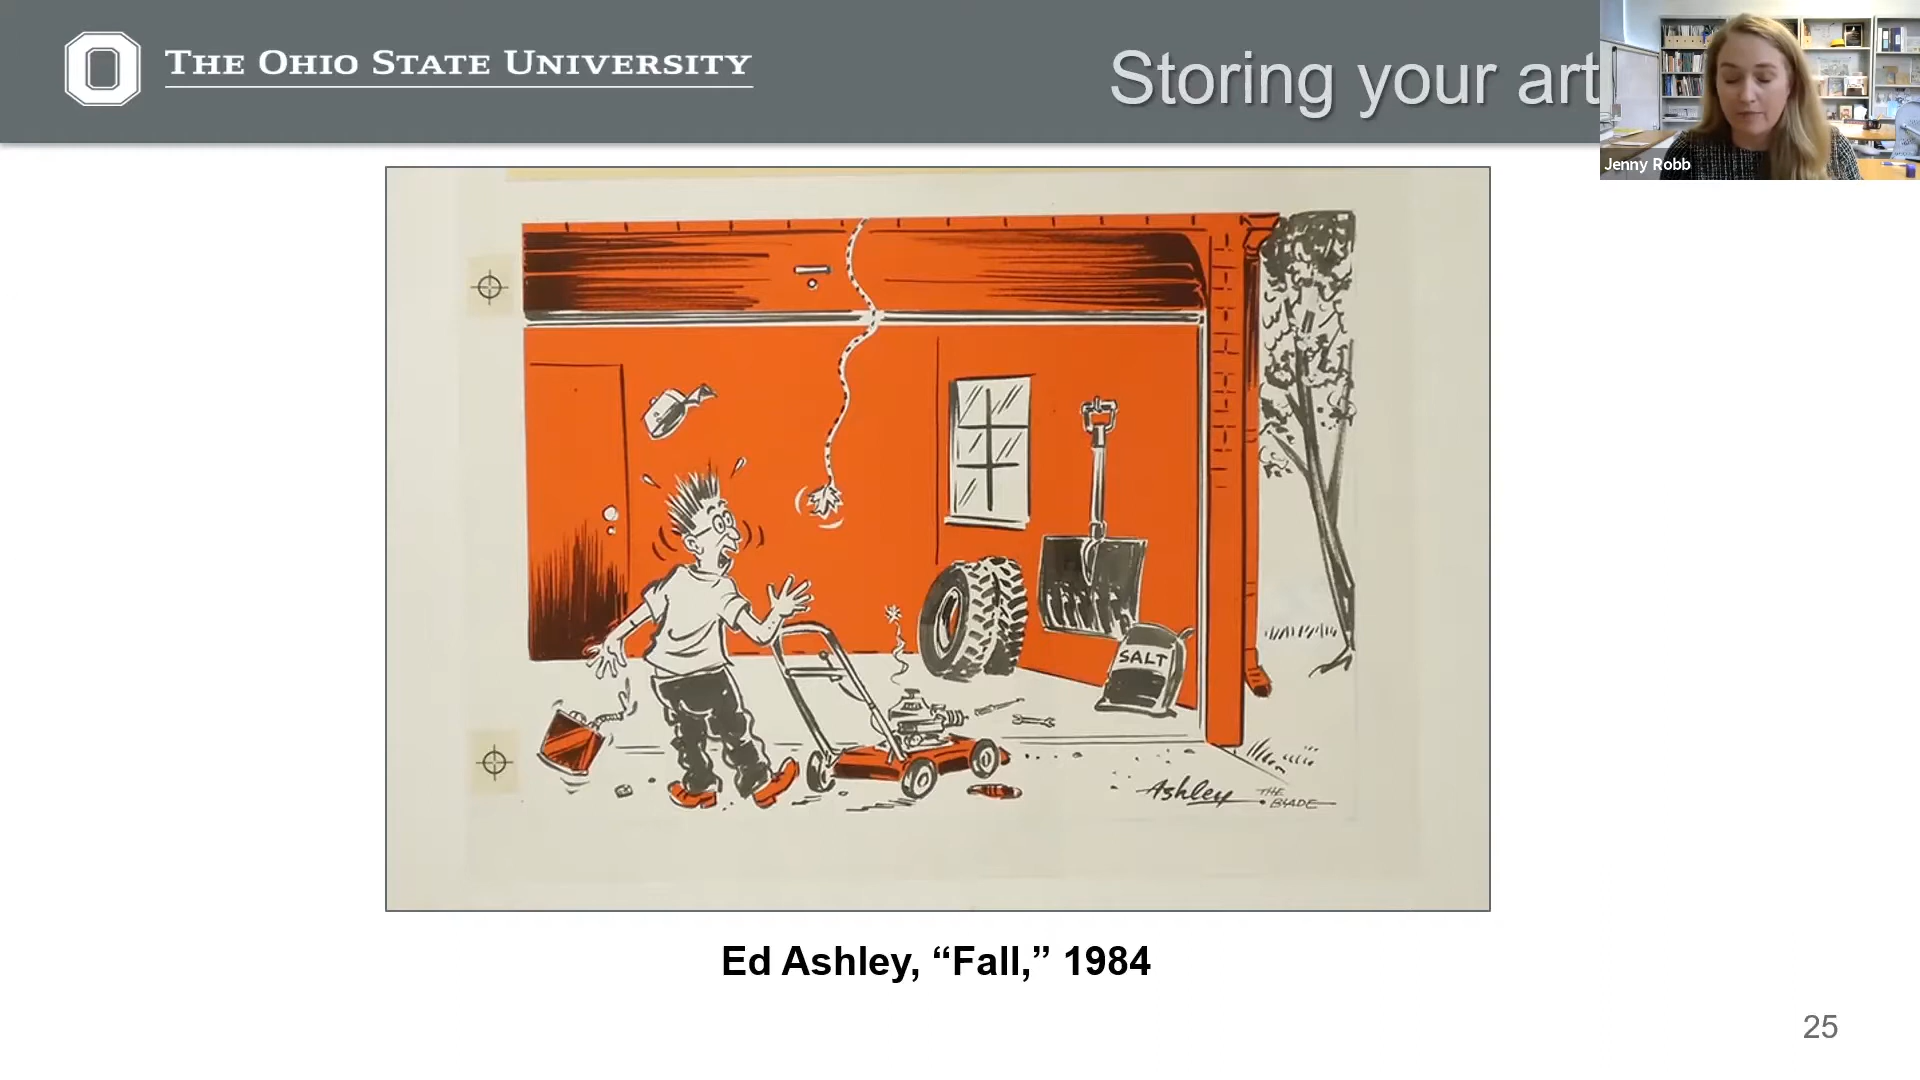 THE OHIO STATE UNIVERSITY
Storing your art
Jenny Robb
SALT
Ashley
THE
BLADE
Ed Ashley, “Fall,” 1984
25